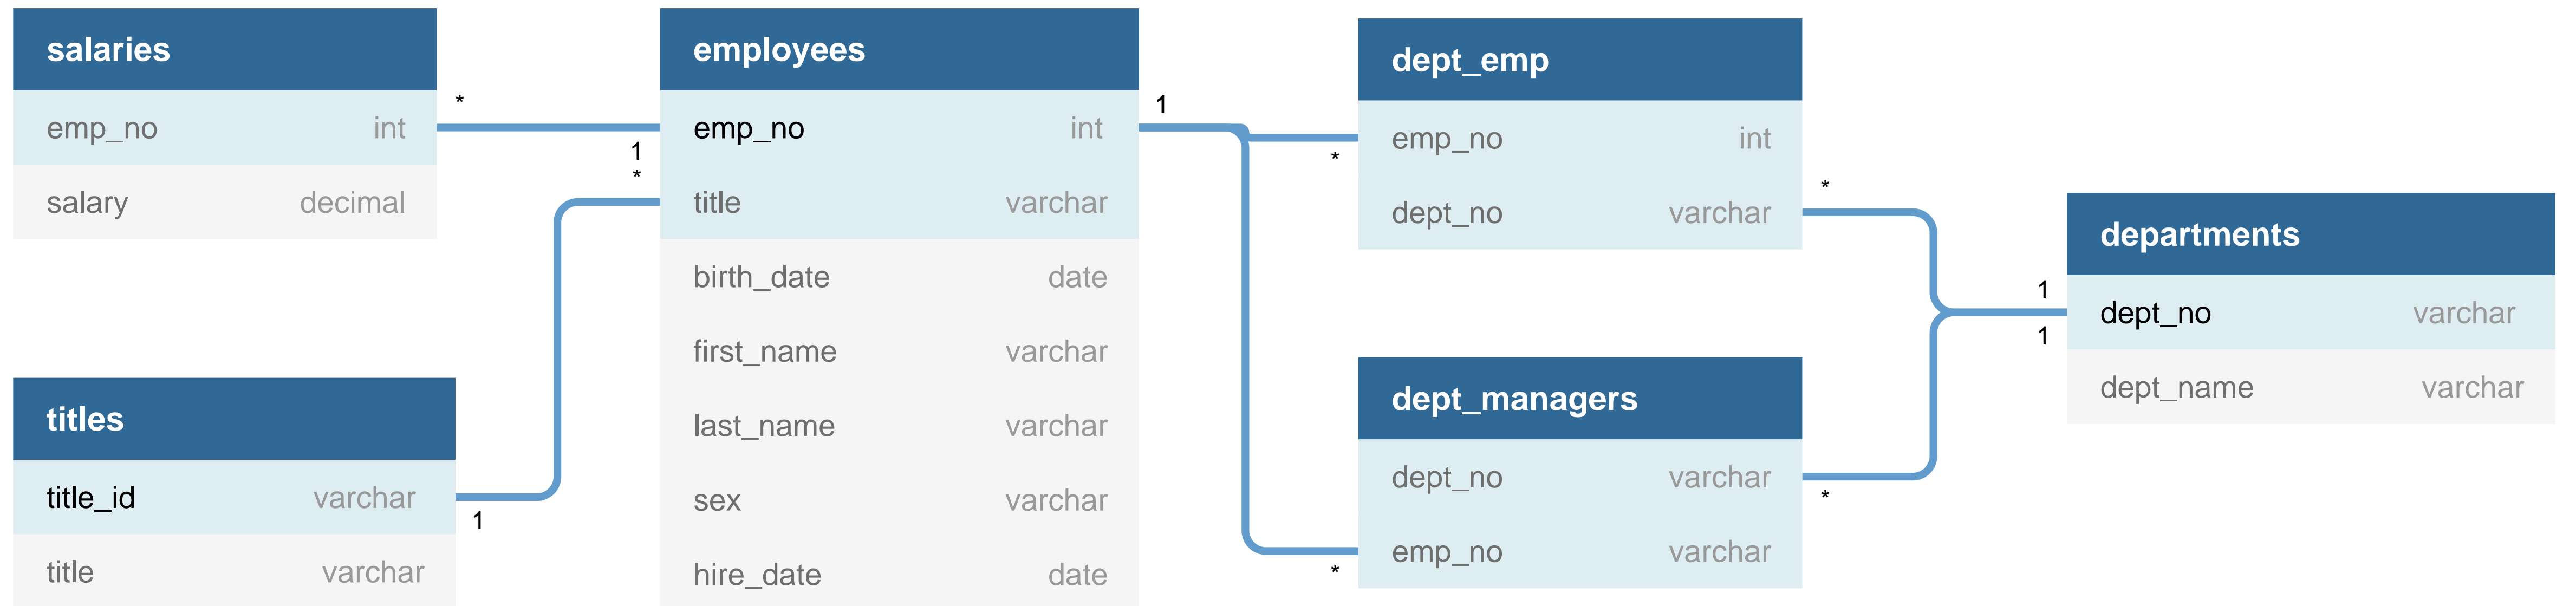 salaries
emp_no int
salary decimal
*
1
titles
title_id varchar
title varchar
1
*
employees
emp_no int
title varchar
birth_date date
first_name varchar
last_name varchar
sex varchar
hire_date date
1
*
*
dept_emp
emp_no int
dept_no varchar
*
dept_managers
dept_no varchar
emp_no varchar
*
1
1
departments
dept_no varchar
dept_name varchar